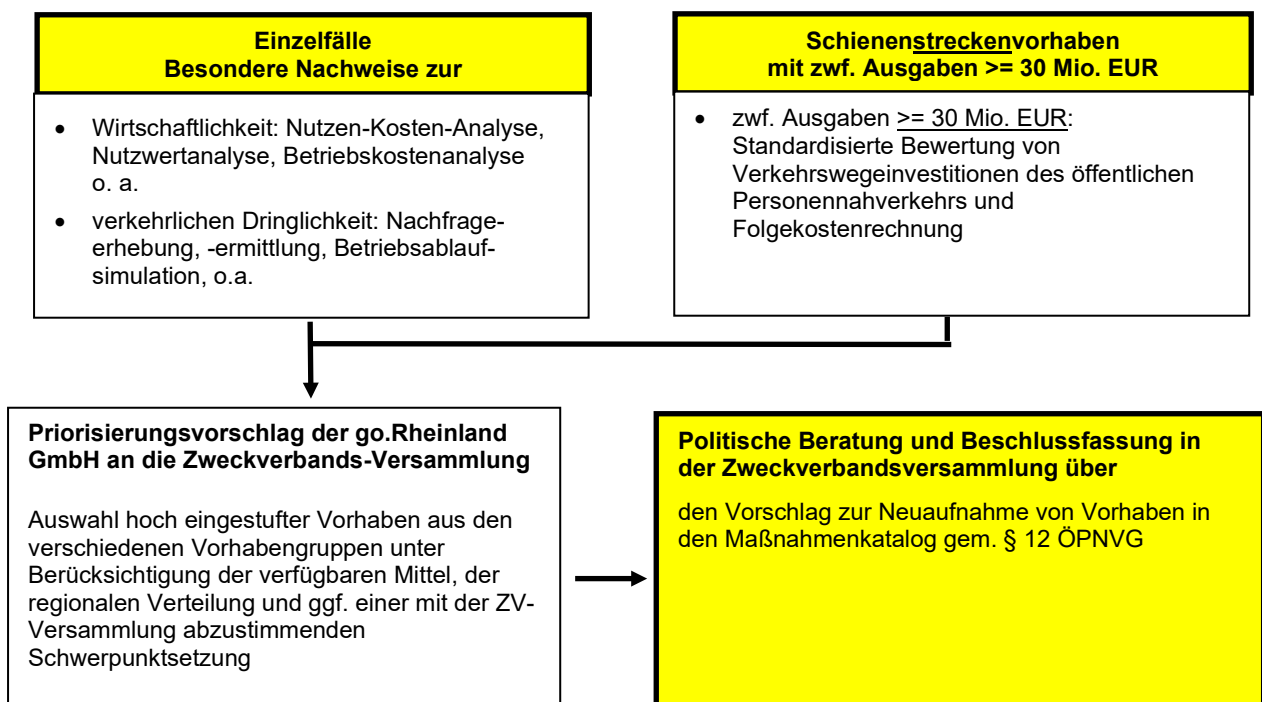 Einzelfälle
Besondere Nachweise zur
• Wirtschaftlichkeit: Nutzen-Kosten-Analyse,
Nutzwertanalyse, Betriebskostenanalyse
o. a.
• verkehrlichen Dringlichkeit: Nachfrage-
erhebung, -ermittlung, Betriebsablauf-
simulation, o.a.
Schienenstreckenvorhaben
mit zwf. Ausgaben >= 30 Mio. EUR
• zwf. Ausgaben >= 30 Mio. EUR:
Standardisierte Bewertung von
Verkehrswegeinvestitionen des öffentlichen
Personennahverkehrs und
Folgekostenrechnung
Priorisierungsvorschlag der go.Rheinland
GmbH an die Zweckverbands-Versammlung
Auswahl hoch eingestufter Vorhaben aus den
verschiedenen Vorhabengruppen unter
Berücksichtigung der verfügbaren Mittel, der
regionalen Verteilung und ggf. einer mit der ZV-
Versammlung abzustimmenden
Schwerpunktsetzung
Politische Beratung und Beschlussfassung in
der Zweckverbandsversammlung über
den Vorschlag zur Neuaufnahme von Vorhaben in
den Maßnahmenkatalog gem. § 12 ÖPNVG